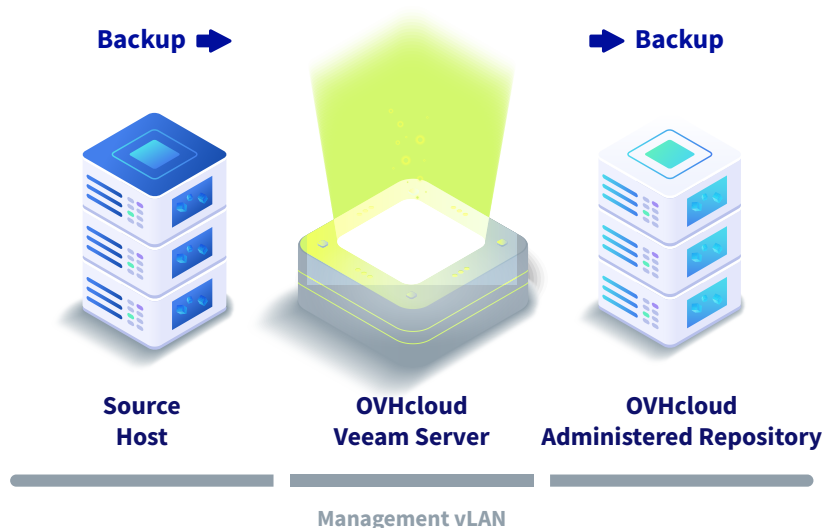 Backup
Backup
Source
Host
OVHcloud
Veeam Server
OVHcloud
Administered Repository
Management vLAN